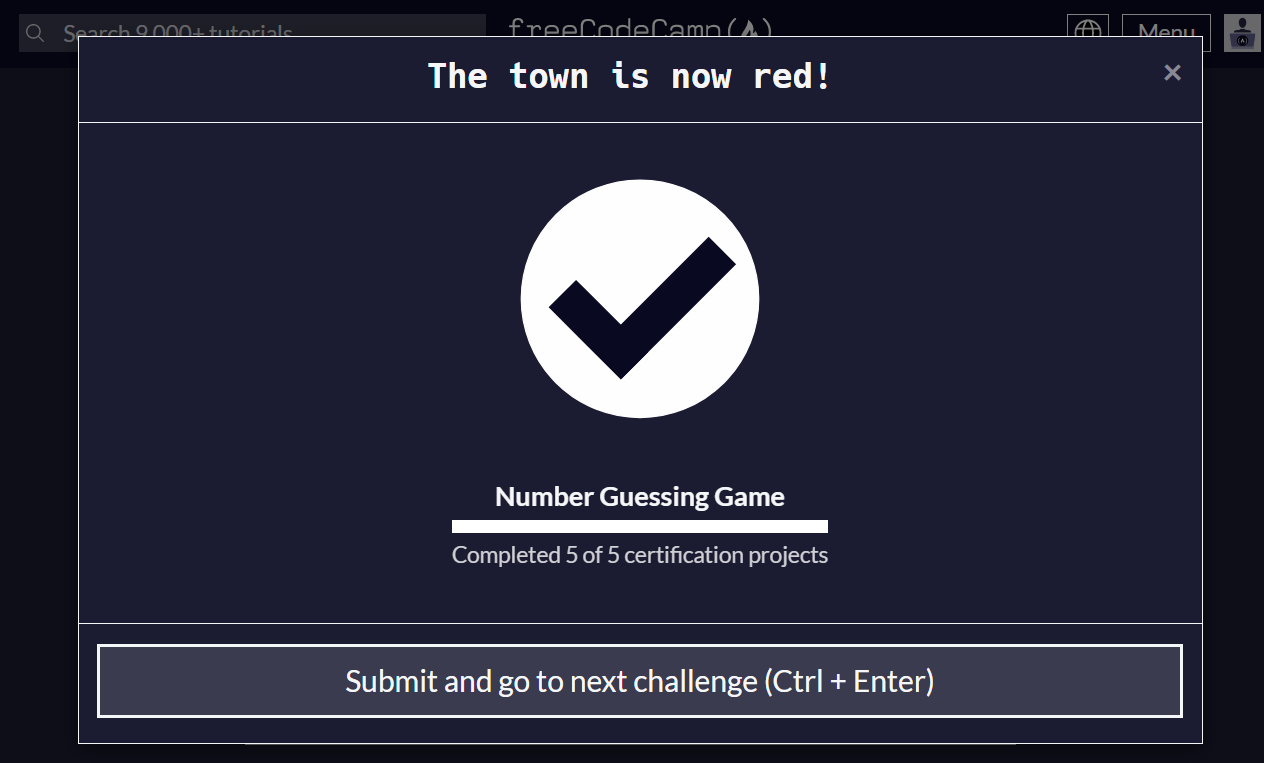 Search 9,000+ tutorials
freeCodeCamp
Menu
The town is now red!
×
Number Guessing Game
Completed 5 of 5 certification projects
Submit and go to next challenge (Ctrl + Enter)